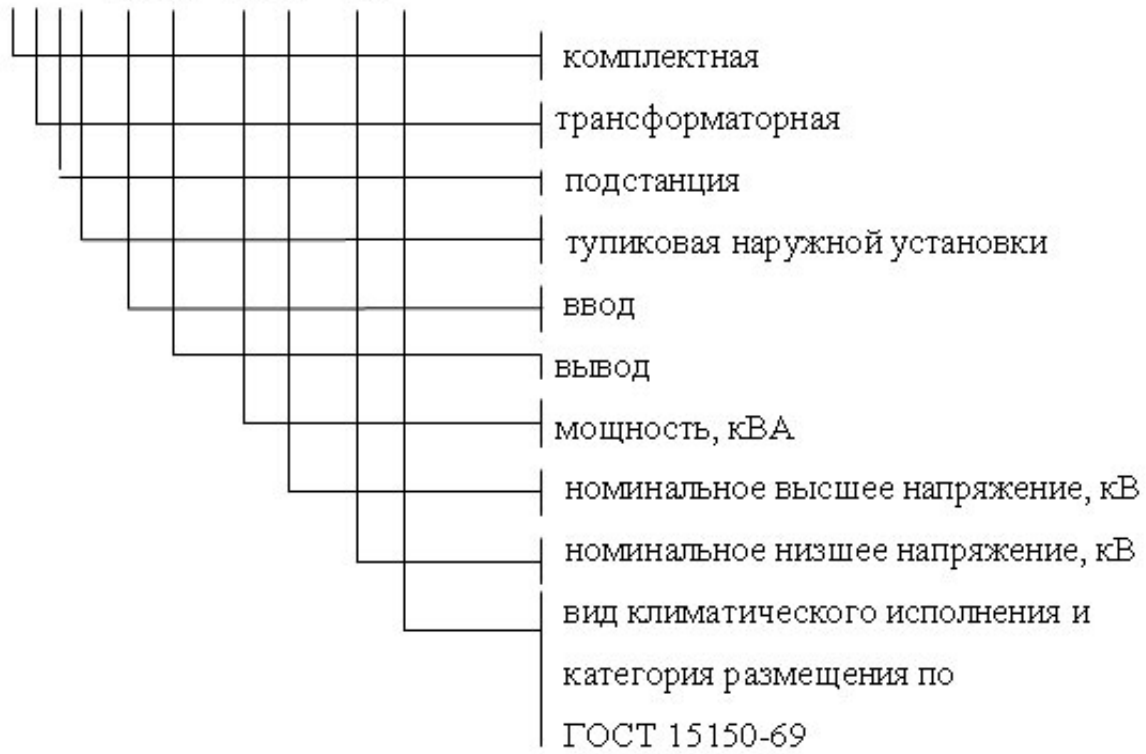 комплектная
трансформаторная
подстанция
тупиковая наружной установки
ввод
вывод
мощность, кВА
номинальное высшее напряжение, кВ
номинальное низшее напряжение, кВ
вид климатического исполнения и
категория размещения по
ГОСТ 15150-69